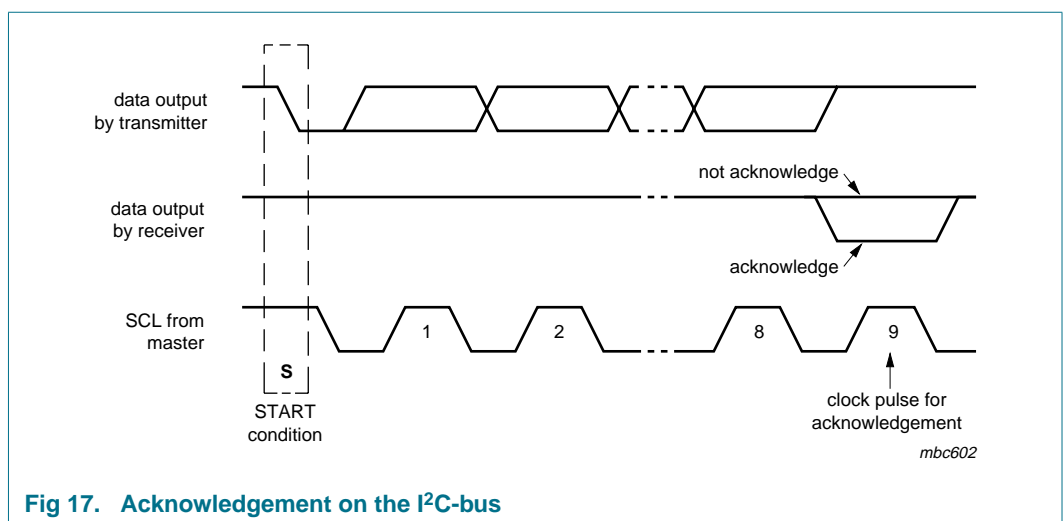 data output
by transmitter
not acknowledge
data output
by receiver
acknowledge
SCL from
master
1
2
8
9
S
START
condition
clock pulse for
acknowledgement
mbc602
Fig 17. Acknowledgement on the I²C-bus